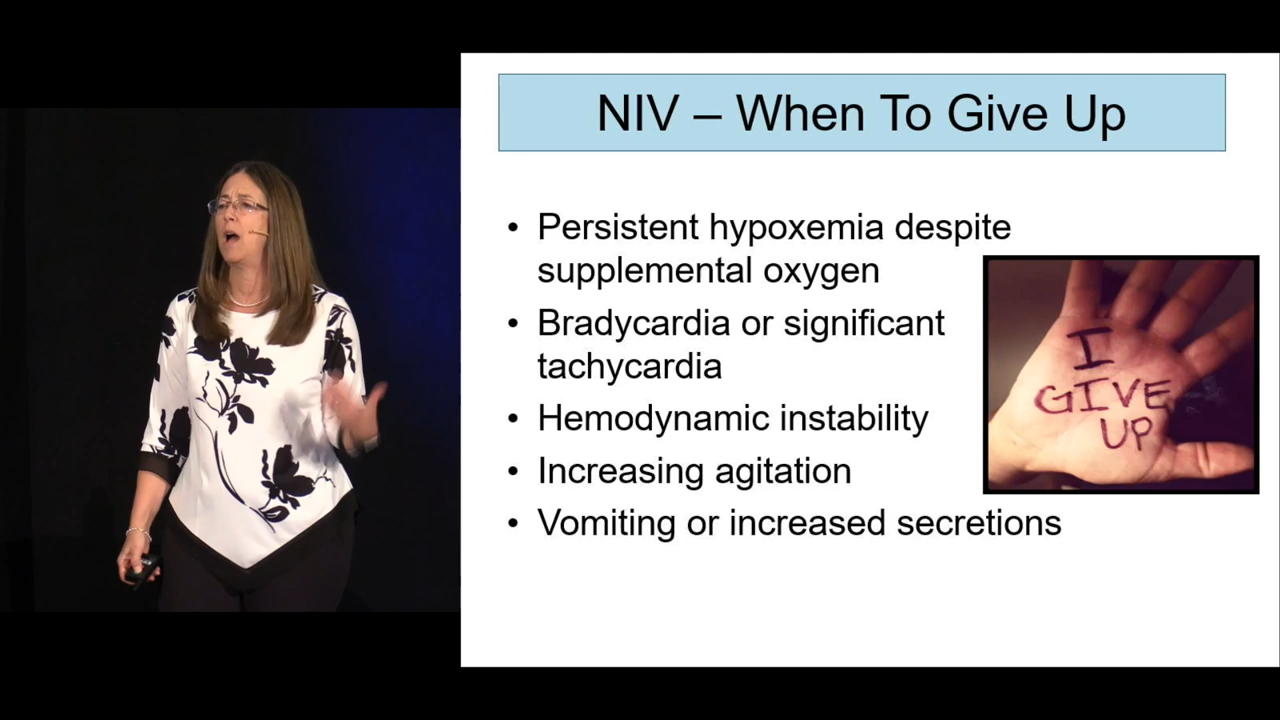 NIV – When To Give Up
• Persistent hypoxemia despite
supplemental oxygen
• Bradycardia or significant
tachycardia
• Hemodynamic instability
• Increasing agitation
• Vomiting or increased secretions
I
GIVE
UP